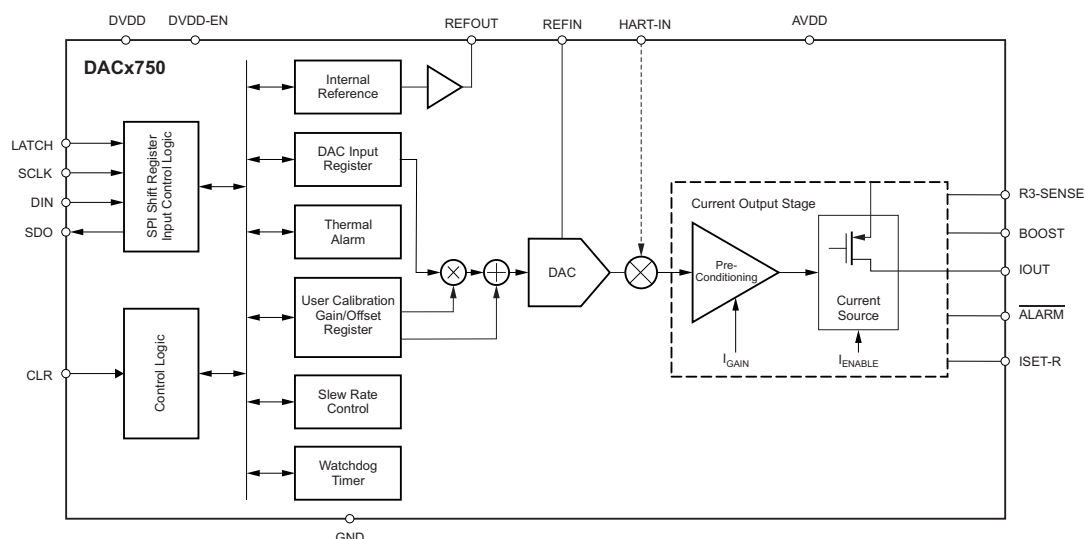 DVDD
DVDD-EN
REFOUT
REFIN
HART-IN
AVDD
DACx750
LATCH
SCLK
DIN
SDO
CLR
SPI Shift Register
Input Control Logic
Control Logic
Internal
Reference
DAC Input
Register
Thermal
Alarm
User Calibration
Gain/Offset
Register
Slew Rate
Control
Watchdog
Timer
DAC
Current Output Stage
Pre-
Conditioning
IGAIN
Current
Source
IENABLE
R3-SENSE
BOOST
IOUT
ALARM
ISET-R
GND